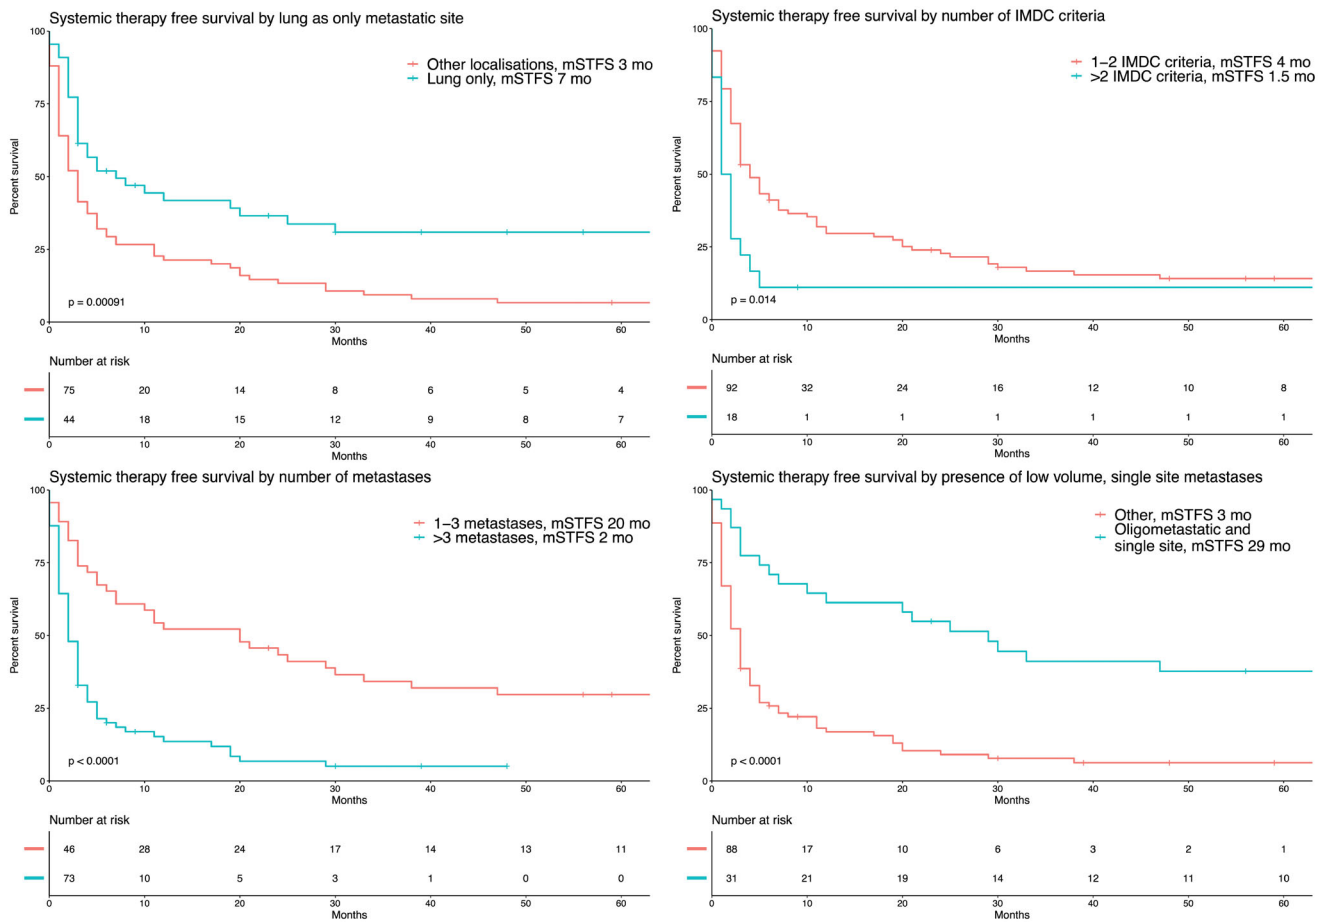 Systemic therapy free survival by lung as only metastatic site
100
75
50
25
0
Percent survival
Other localisations, mSTFS 3 mo
Lung only, mSTFS 7 mo
p = 0.00091
0 10 20 30 40 50 60
Months
Number at risk
75 20 14 8 6 5 4
44 18 15 12 9 8 7
0 10 20 30 40 50 60
Months
Systemic therapy free survival by number of IMDC criteria
100
75
50
25
0
Percent survival
1–2 IMDC criteria, mSTFS 4 mo
>2 IMDC criteria, mSTFS 1.5 mo
p = 0.014
0 10 20 30 40 50 60
Months
Number at risk
92 32 24 16 12 10 8
18 1 1 1 1 1 1
0 10 20 30 40 50 60
Months
Systemic therapy free survival by number of metastases
100
75
50
25
0
Percent survival
1–3 metastases, mSTFS 20 mo
>3 metastases, mSTFS 2 mo
p < 0.0001
0 10 20 30 40 50 60
Months
Number at risk
46 28 24 17 14 13 11
73 10 5 3 1 0 0
0 10 20 30 40 50 60
Months
Systemic therapy free survival by presence of low volume, single site metastases
100
75
50
25
0
Percent survival
Other, mSTFS 3 mo
Oligometastatic and
single site, mSTFS 29 mo
p < 0.0001
0 10 20 30 40 50 60
Months
Number at risk
88 17 10 6 3 2 1
31 21 19 14 12 11 10
0 10 20 30 40 50 60
Months